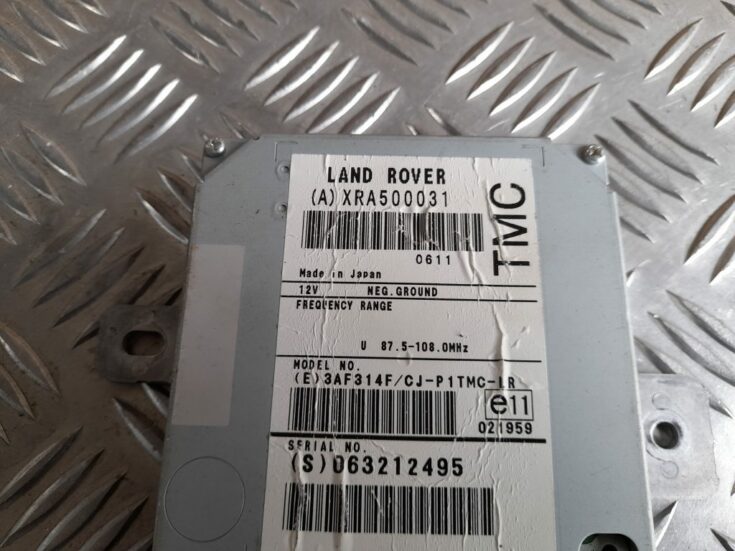 LAND ROVER
(A)XRA500031
TMC
0611
Made in Japan
12V NEG.GROUND
FREQUENCY RANGE
U 87.5-108.0MHz
MODEL NO.
(E)3AF314F/CJ-P1TMC-LR
e11
021959
SERIAL NO.
(S)063212495